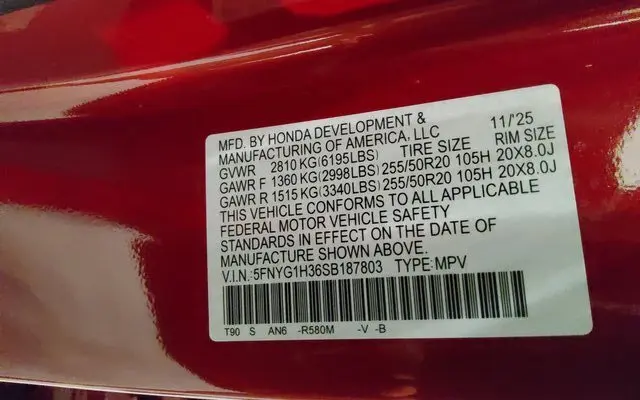 MFD. BY HONDA DEVELOPMENT & 11/'25
MANUFACTURING OF AMERICA, LLC
GVWR 2810 KG(6195LBS) TIRE SIZE RIM SIZE
GAWR F 1360 KG(2998LBS) 255/50R20 105H 20X8.0J
GAWR R 1515 KG(3340LBS) 255/50R20 105H 20X8.0J
THIS VEHICLE CONFORMS TO ALL APPLICABLE
FEDERAL MOTOR VEHICLE SAFETY
STANDARDS IN EFFECT ON THE DATE OF
MANUFACTURE SHOWN ABOVE.
V.I.N.:5FNYG1H36SB187803 TYPE:MPV
T90 S AN6 -R580M -V -B